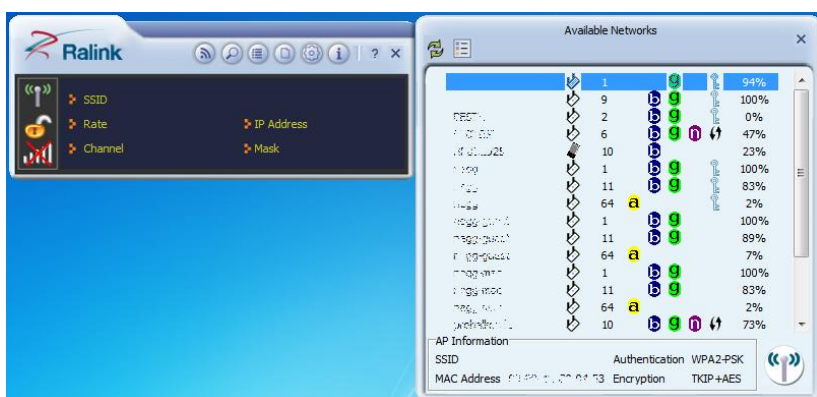 Ralink
? ×
SSID
Rate
IP Address
Channel
Mask
Available Networks
1 g 94%
9 b g 100%
2 b g 0%
6 b g n 47%
10 b 23%
1 b g 100%
11 b g 83%
64 a 2%
1 b g 100%
11 b g 89%
64 a 7%
1 b g 100%
11 b g 83%
64 a 2%
10 b g n 73%
AP Information
SSID Authentication WPA2-PSK
MAC Address Encryption TKIP+AES